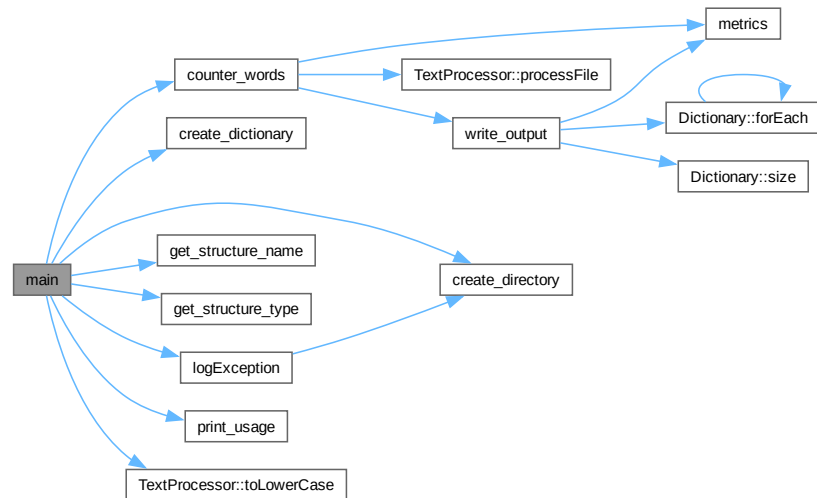 metrics
counter_words
TextProcessor::processFile
Dictionary::forEach
create_dictionary
write_output
Dictionary::size
get_structure_name
main
create_directory
get_structure_type
logException
print_usage
TextProcessor::toLowerCase